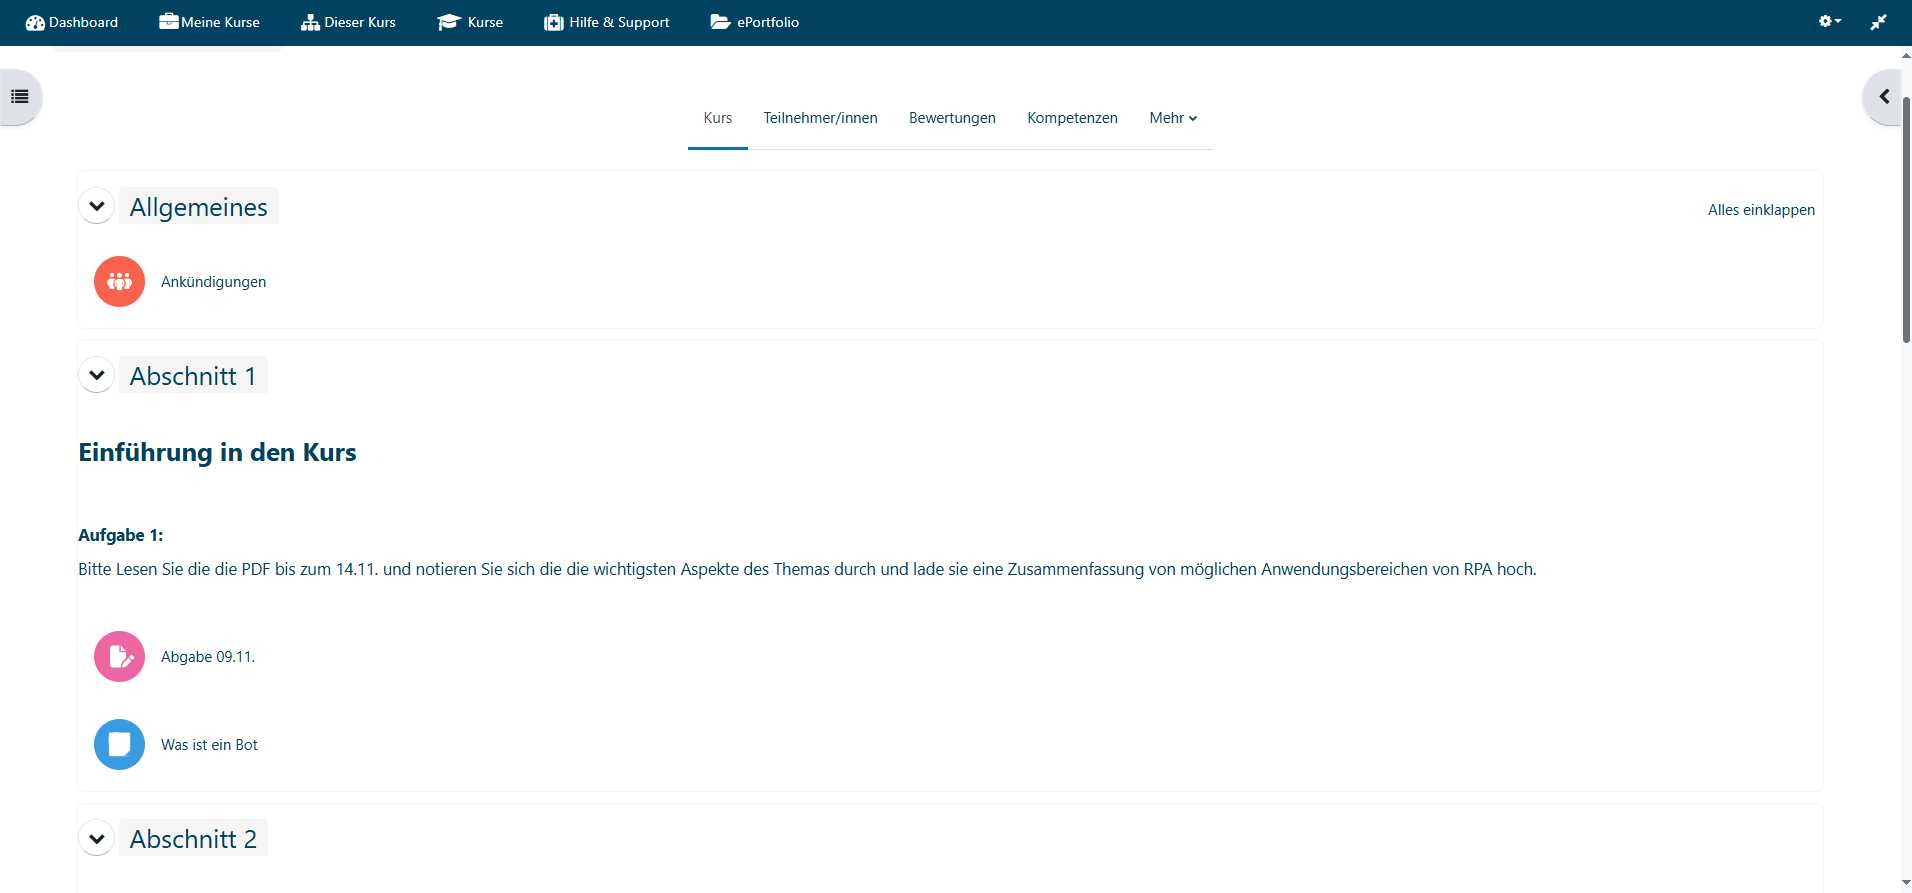 Dashboard Meine Kurse Dieser Kurs Kurse Hilfe & Support ePortfolio
Kurs Teilnehmer/innen Bewertungen Kompetenzen Mehr
Allgemeines
Alles einklappen
Ankündigungen
Abschnitt 1
Einführung in den Kurs
Aufgabe 1:
Bitte Lesen Sie die die PDF bis zum 14.11. und notieren Sie sich die die wichtigsten Aspekte des Themas durch und lade sie eine Zusammenfassung von möglichen Anwendungsbereichen von RPA hoch.
Abgabe 09.11.
Was ist ein Bot
Abschnitt 2